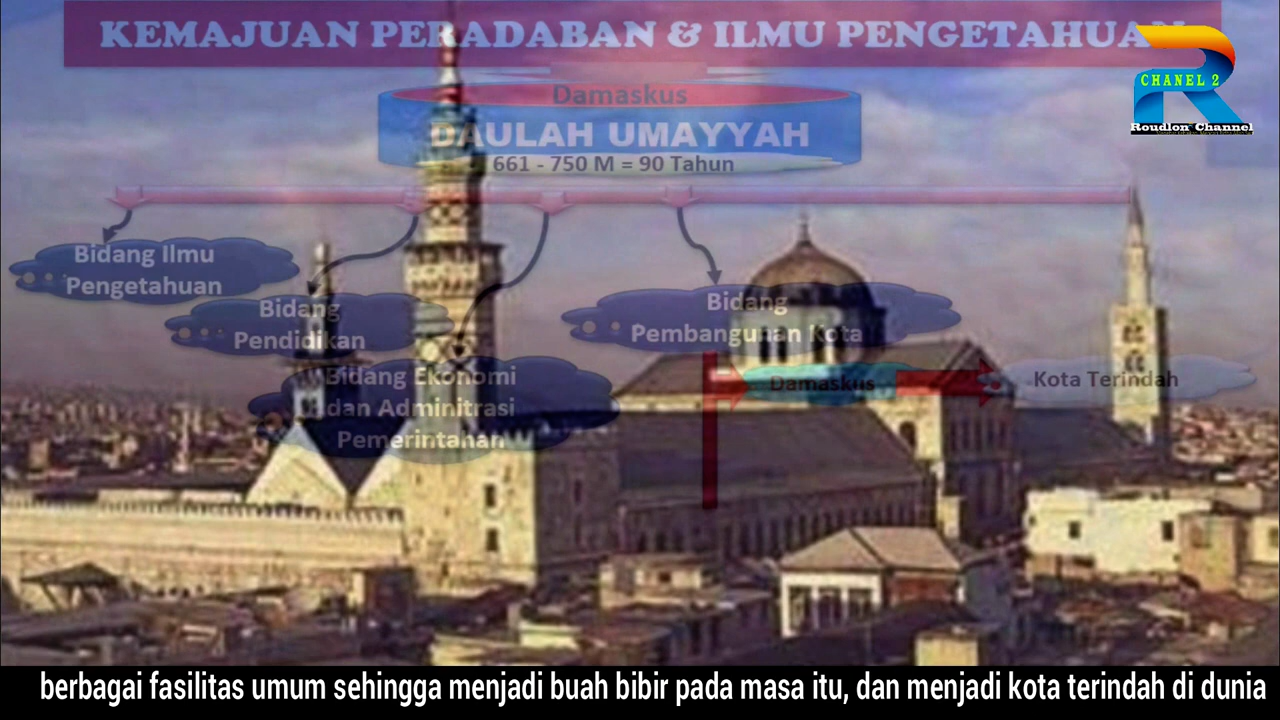 KEMAJUAN PERADABAN & ILMU PENGETAHUAN
CHANEL 2
Roudlon Channel
Damaskus
DAULAH UMAYYAH
661 - 750 M = 90 Tahun
Bidang Ilmu
Pengetahuan
Bidang
Pendidikan
Bidang Ekonomi
dan Adminitrasi
Pemerintahan
Bidang
Pembangunan Kota
Damaskus
Kota Terindah
berbagai fasilitas umum sehingga menjadi buah bibir pada masa itu, dan menjadi kota terindah di dunia